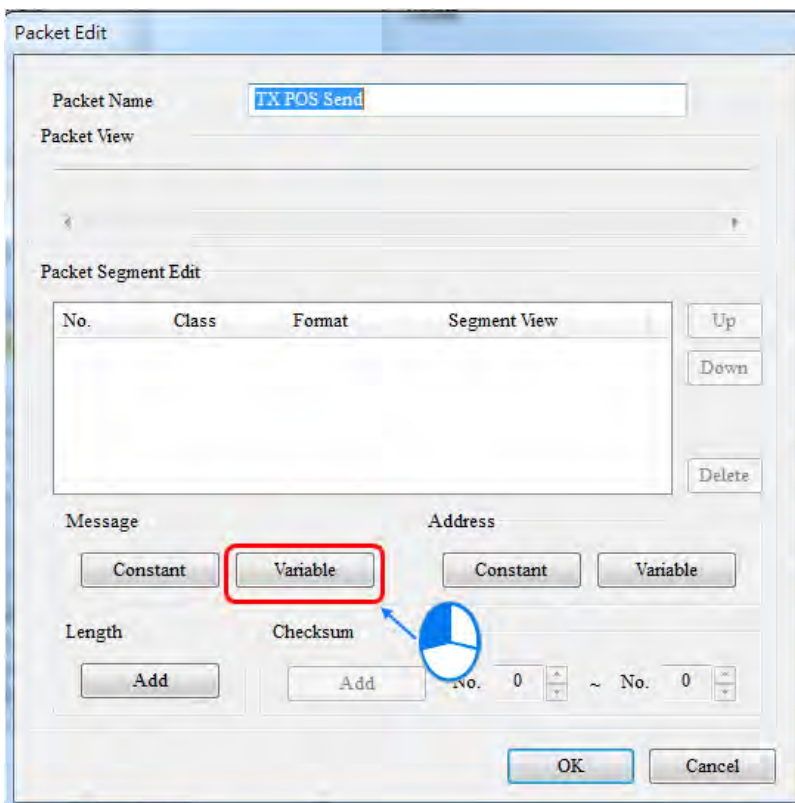 Packet Edit
Packet Name TX POS Send
Packet View
Packet Segment Edit
No. Class Format Segment View
Up
Down
Delete
Message Address
Constant Variable Constant Variable
Length Checksum
Add Add No. 0 ~ No. 0
OK Cancel